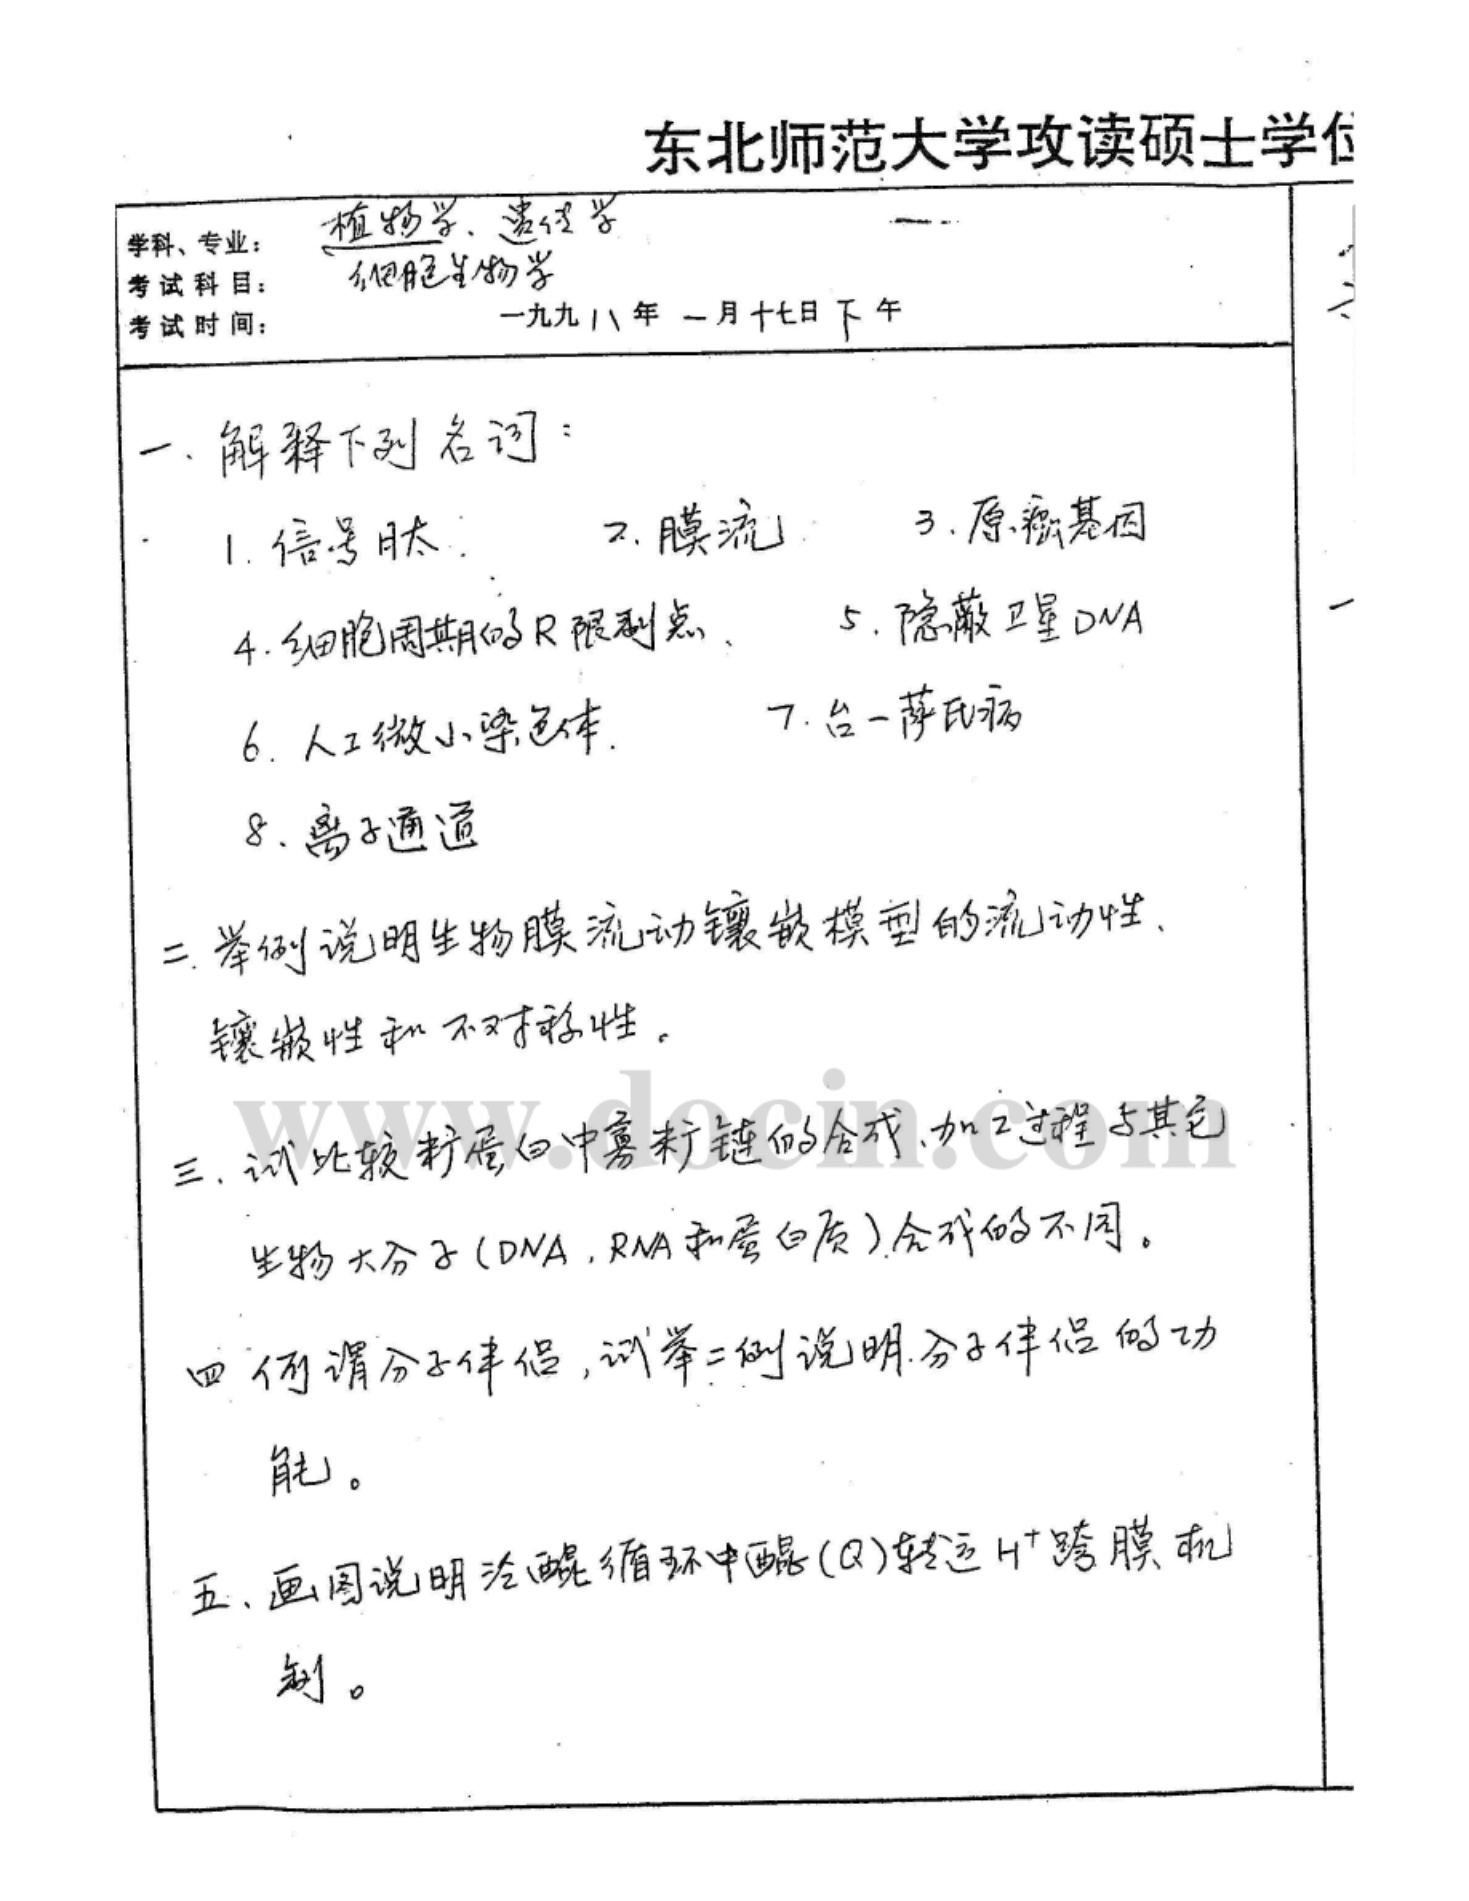 东北师范大学攻读硕士学位
学科、专业: 植物学、遗传学
考试科目: 细胞生物学
考试时间: 一九九八年 一月十七日下午
一、解释下列名词:
1. 信号肽 2. 膜流 3. 原癌基因
4. 细胞周期的R限制点、 5. 隐蔽卫星DNA
6. 人工微小染色体. 7. 台一萨氏病
8、离子通道
二、举例说明生物膜流动镶嵌模型的流动性、
镶嵌性和不对称性。
www.docin.com
三、试比较糖蛋白中寡糖链的合成、加工过程与其它
生物大分子(DNA、RNA和蛋白质)合成的不同。
四 何谓分子伴侣,试举二例说明分子伴侣的功
能。
五、画图说明泛醌循环中醌(Q)转运H⁺跨膜机
制。